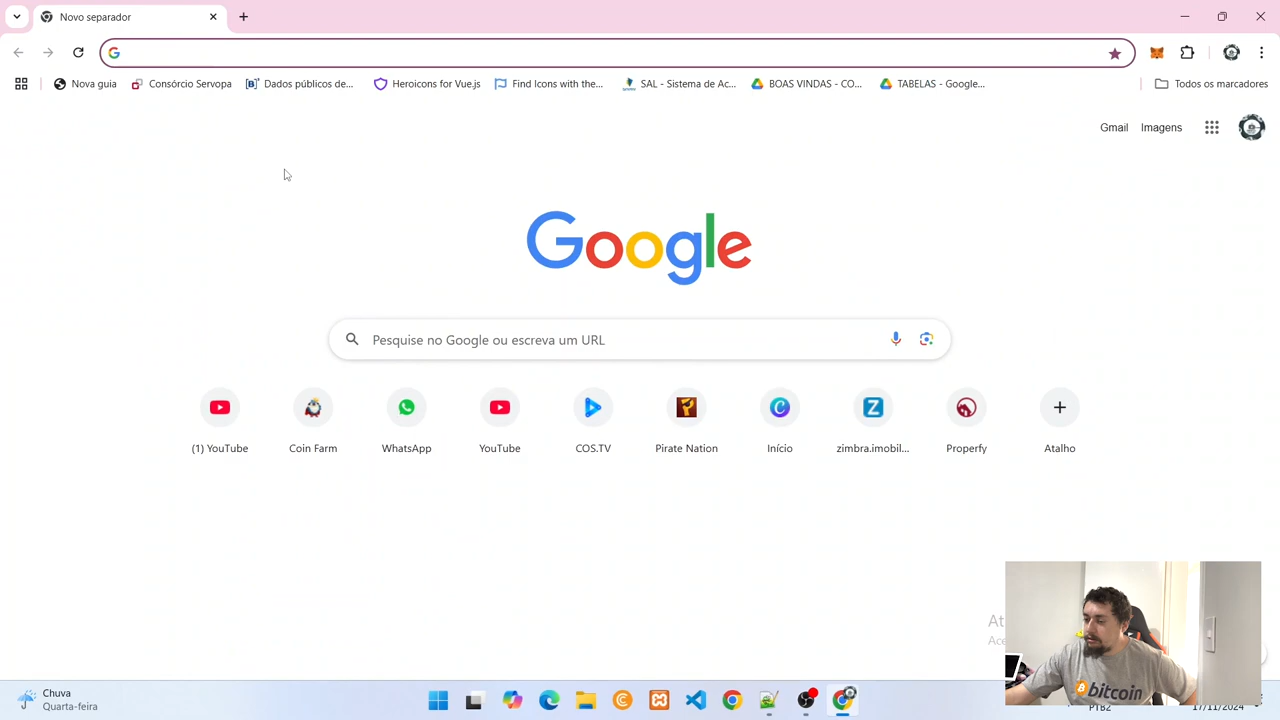 Novo separador
Nova guia
Consórcio Servopa
Dados públicos de...
Heroicons for Vue.js
Find Icons with the...
SAL - Sistema de Ac...
BOAS VINDAS - CO...
TABELAS - Google...
Todos os marcadores
Gmail
Imagens
Google
Pesquise no Google ou escreva um URL
(1) YouTube
Coin Farm
WhatsApp
YouTube
COS.TV
Pirate Nation
Início
zimbra.imobil...
Properfy
Atalho
bitcoin
Chuva
Quarta-feira
PTB2
17/11/2024